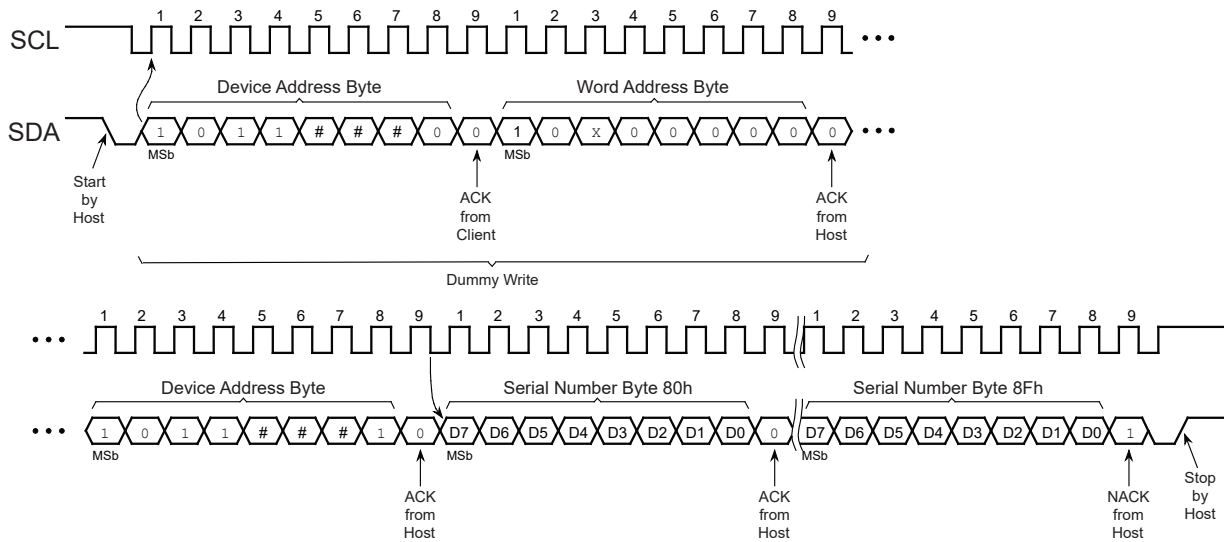 SCL 1 2 3 4 5 6 7 8 9 1 2 3 4 5 6 7 8 9 •••
Device Address Byte Word Address Byte
SDA 1 0 1 1 # # # 0 0 1 0 X 0 0 0 0 0 0 •••
MSb MSb
Start by Host
ACK from Client
ACK from Host
Dummy Write
••• 1 2 3 4 5 6 7 8 9 1 2 3 4 5 6 7 8 9 1 2 3 4 5 6 7 8 9
Device Address Byte Serial Number Byte 80h Serial Number Byte 8Fh
••• 1 0 1 1 # # # 1 0 D7 D6 D5 D4 D3 D2 D1 D0 0 D7 D6 D5 D4 D3 D2 D1 D0 1
MSb MSb MSb
ACK from Host
ACK from Host
NACK from Host
Stop by Host